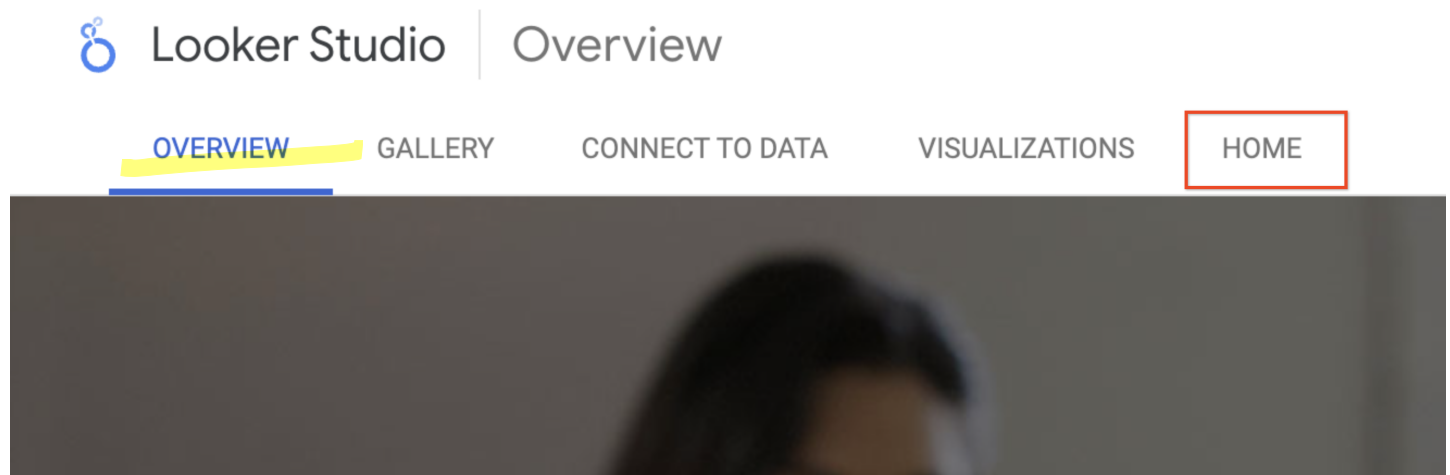 Looker Studio Overview
OVERVIEW GALLERY CONNECT TO DATA VISUALIZATIONS HOME